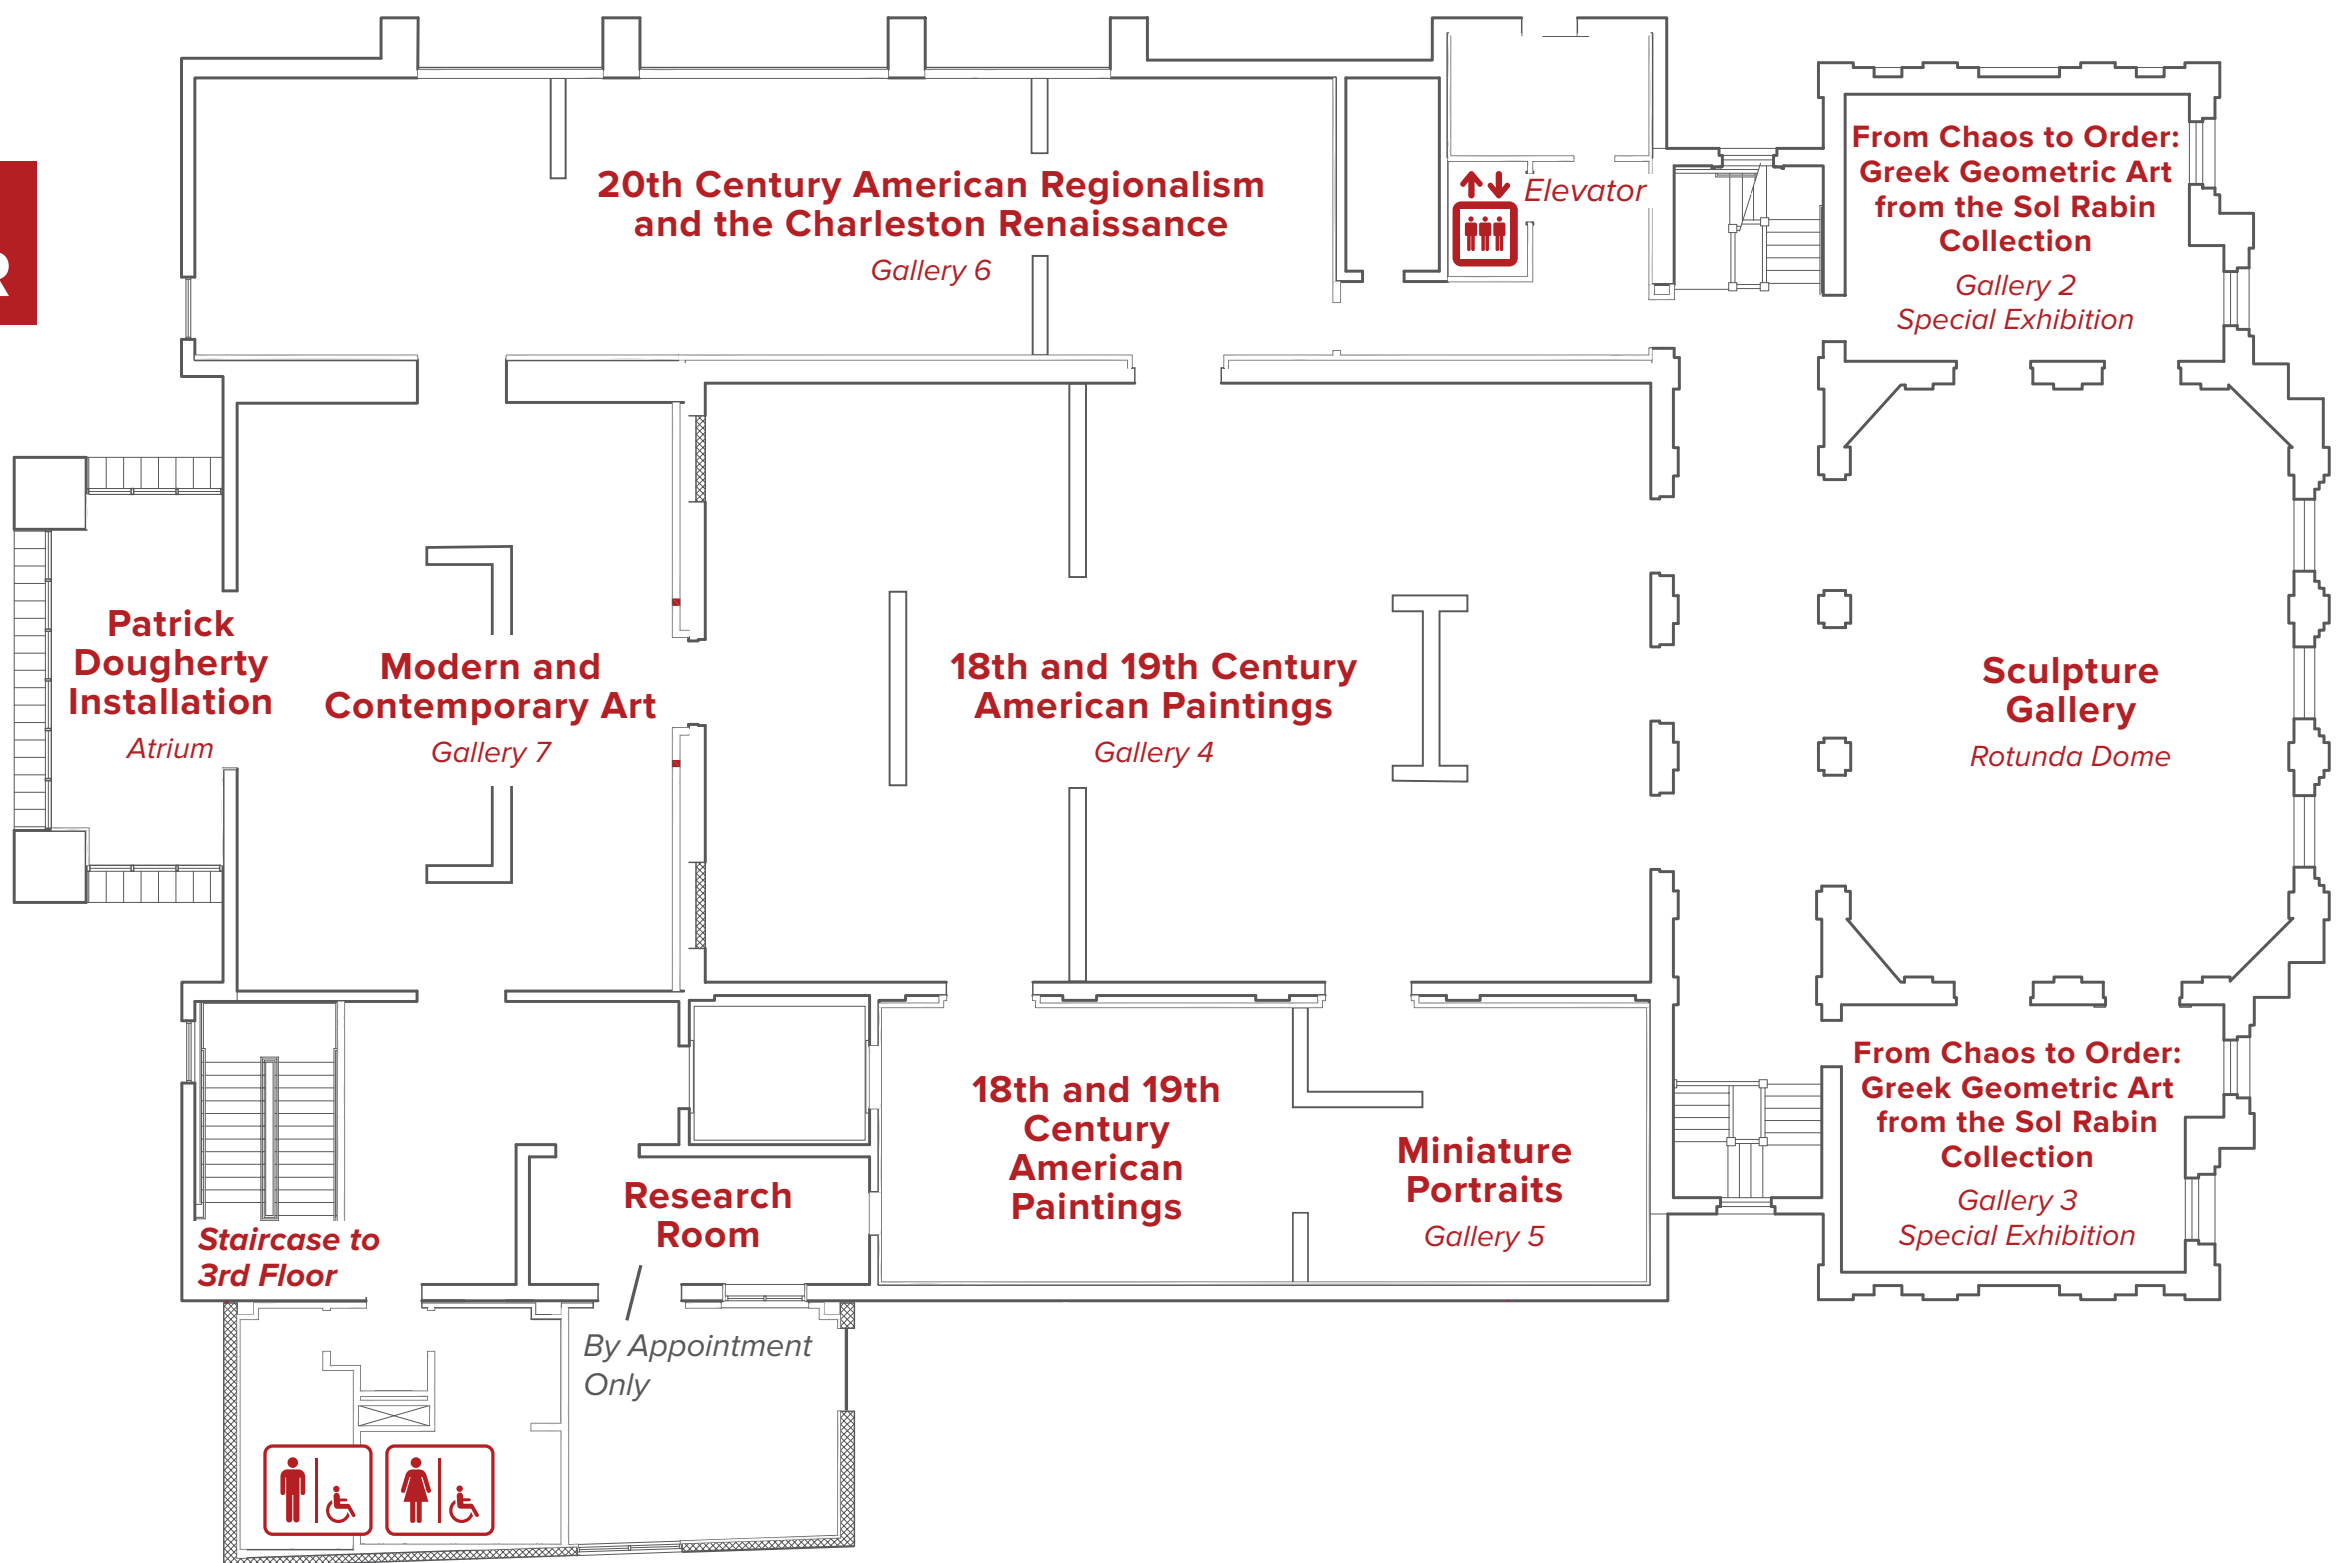 R
20th Century American Regionalism
and the Charleston Renaissance
Gallery 6
Elevator
From Chaos to Order:
Greek Geometric Art
from the Sol Rabin
Collection
Gallery 2
Special Exhibition
Patrick
Dougherty
Installation
Atrium
Modern and
Contemporary Art
Gallery 7
18th and 19th Century
American Paintings
Gallery 4
Sculpture
Gallery
Rotunda Dome
Staircase to
3rd Floor
Research
Room
By Appointment
Only
18th and 19th
Century
American
Paintings
Miniature
Portraits
Gallery 5
From Chaos to Order:
Greek Geometric Art
from the Sol Rabin
Collection
Gallery 3
Special Exhibition